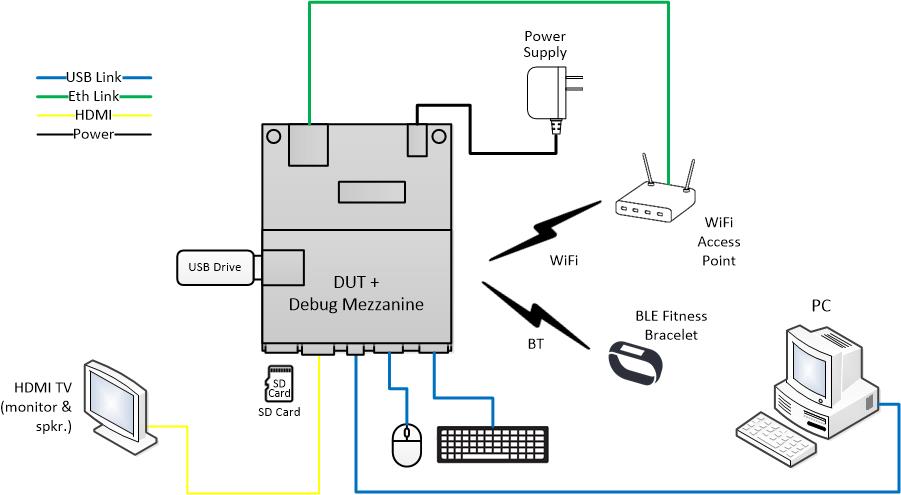 Power
Supply
USB Link
Eth Link
HDMI
Power
WiFi
Access
Point
WiFi
USB Drive
DUT +
Debug Mezzanine
PC
BLE Fitness
Bracelet
BT
HDMI TV
(monitor &
spkr.)
SD
Card
SD Card